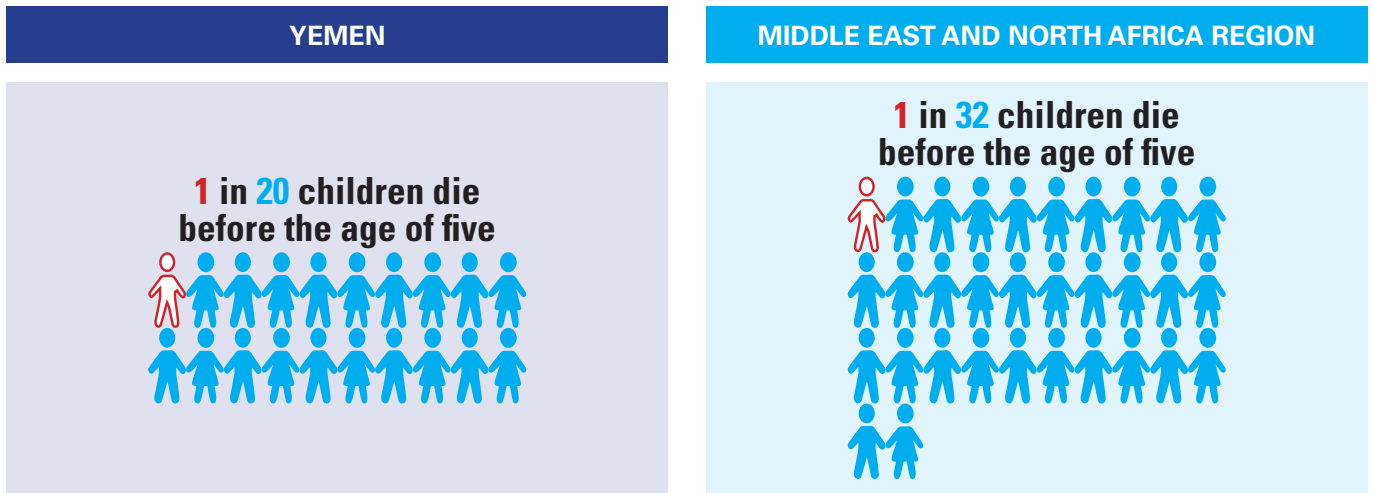 YEMEN
1 in 20 children die
before the age of five
MIDDLE EAST AND NORTH AFRICA REGION
1 in 32 children die
before the age of five